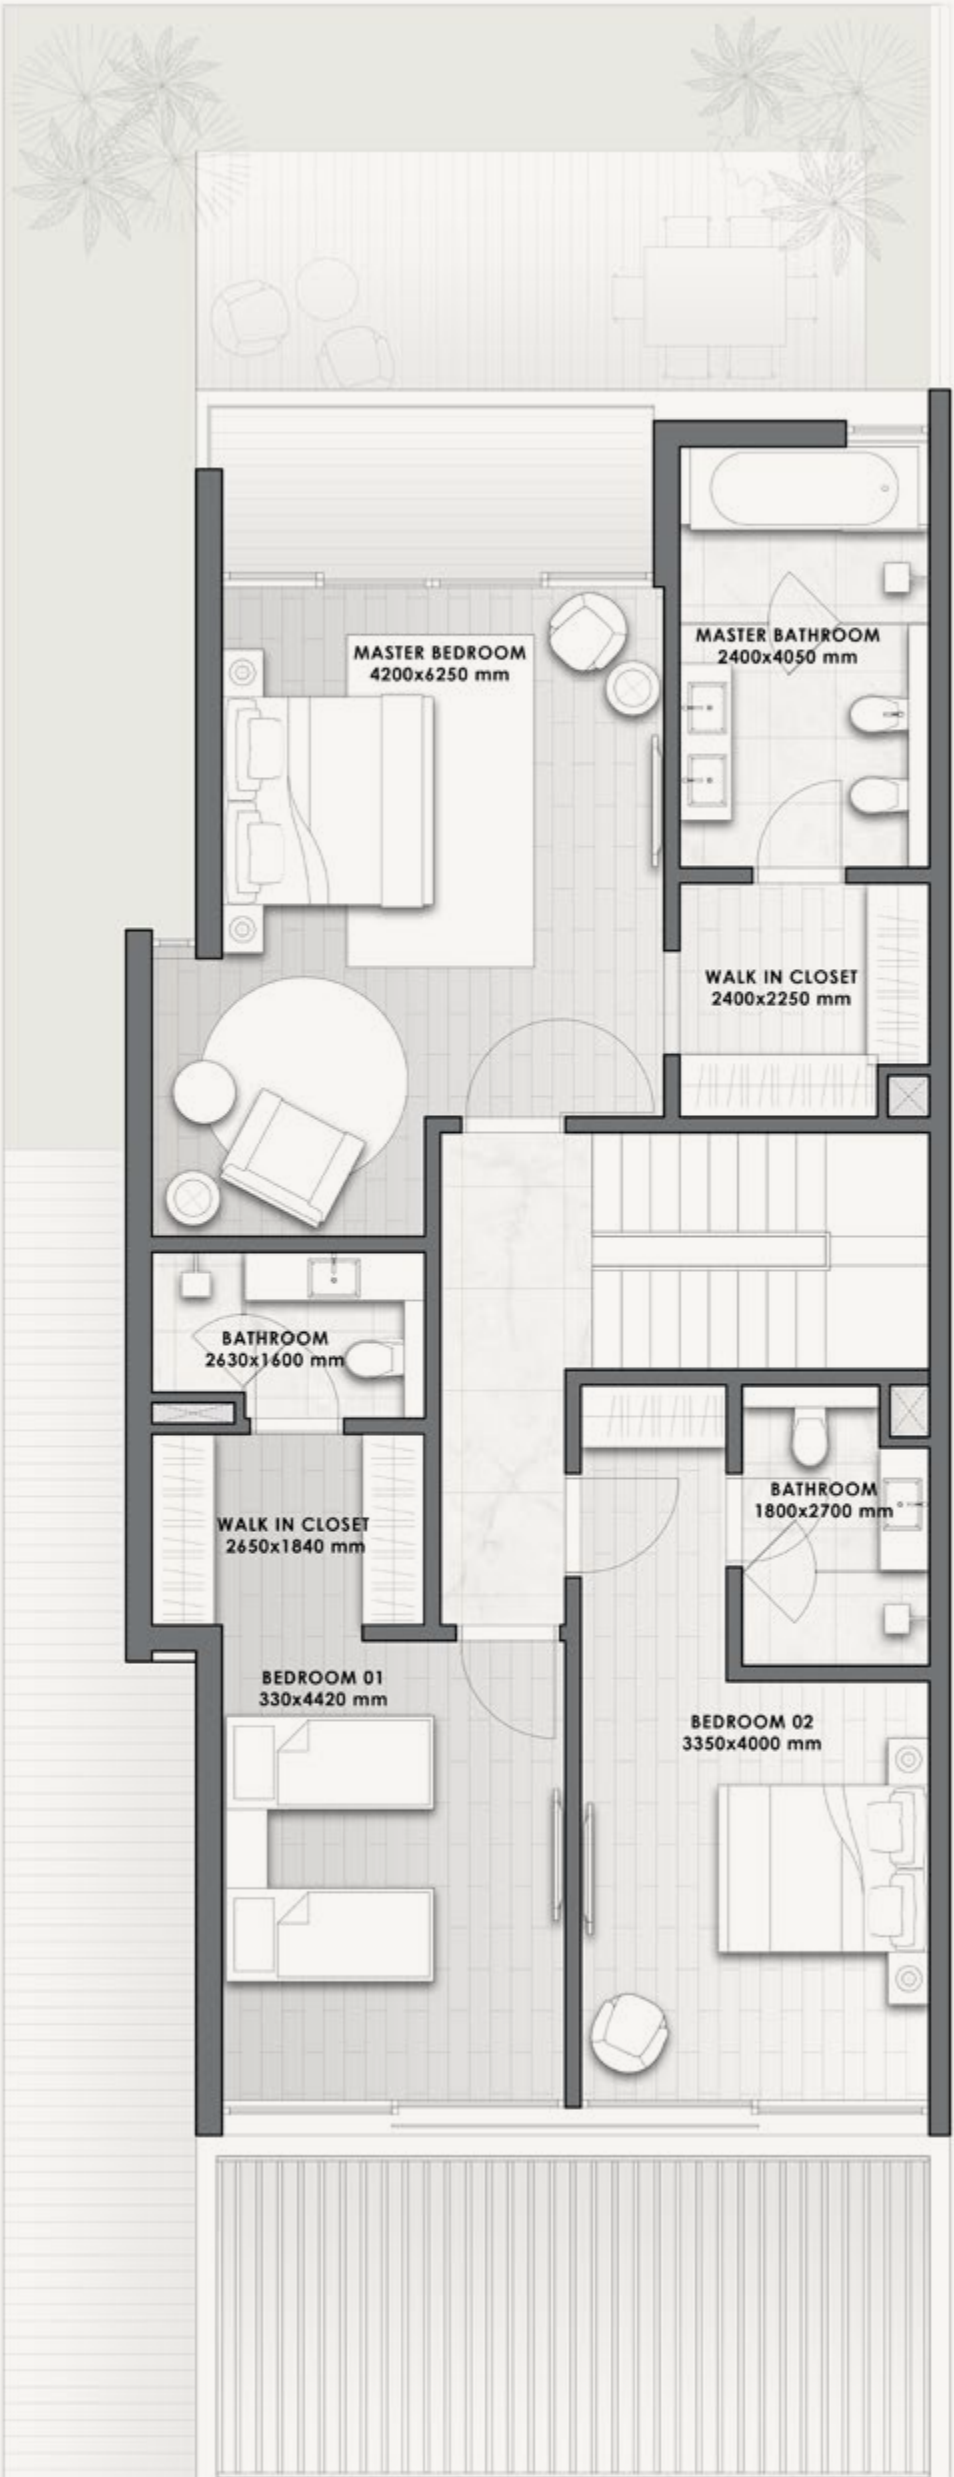 MASTER BEDROOM
4200x6250 mm
MASTER BATHROOM
2400x4050 mm
WALK IN CLOSET
2400x2250 mm
BATHROOM
2630x1600 mm
BATHROOM
1800x2700 mm
WALK IN CLOSET
2650x1840 mm
BEDROOM 01
330x4420 mm
BEDROOM 02
3350x4000 mm